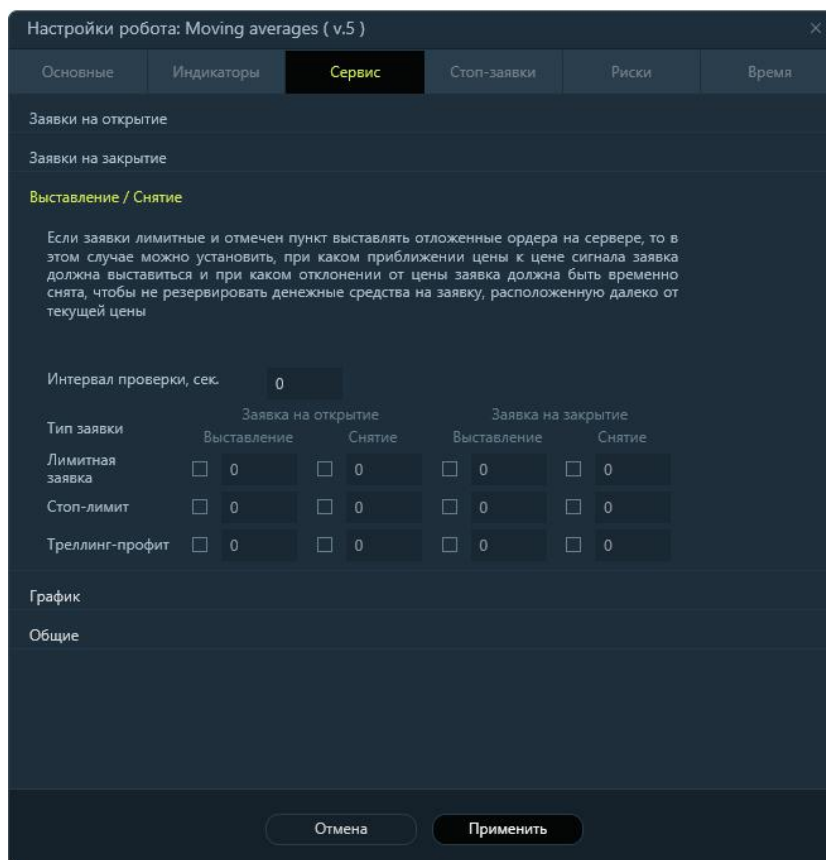 Настройки робота: Moving averages ( v.5 )
Основные Индикаторы Сервис Стоп-заявки Риски Время
Заявки на открытие
Заявки на закрытие
Выставление / Снятие
Если заявки лимитные и отмечен пункт выставлять отложенные ордера на сервере, то в
этом случае можно установить, при каком приближении цены к цене сигнала заявка
должна выставиться и при каком отклонении от цены заявка должна быть временно
снята, чтобы не резервировать денежные средства на заявку, расположенную далеко от
текущей цены
Интервал проверки, сек. 0
Заявка на открытие Заявка на закрытие
Тип заявки
Выставление Снятие Выставление Снятие
Лимитная
заявка
0 0 0 0
Стоп-лимит 0 0 0 0
Треллинг-профит 0 0 0 0
График
Общие
Отмена Применить